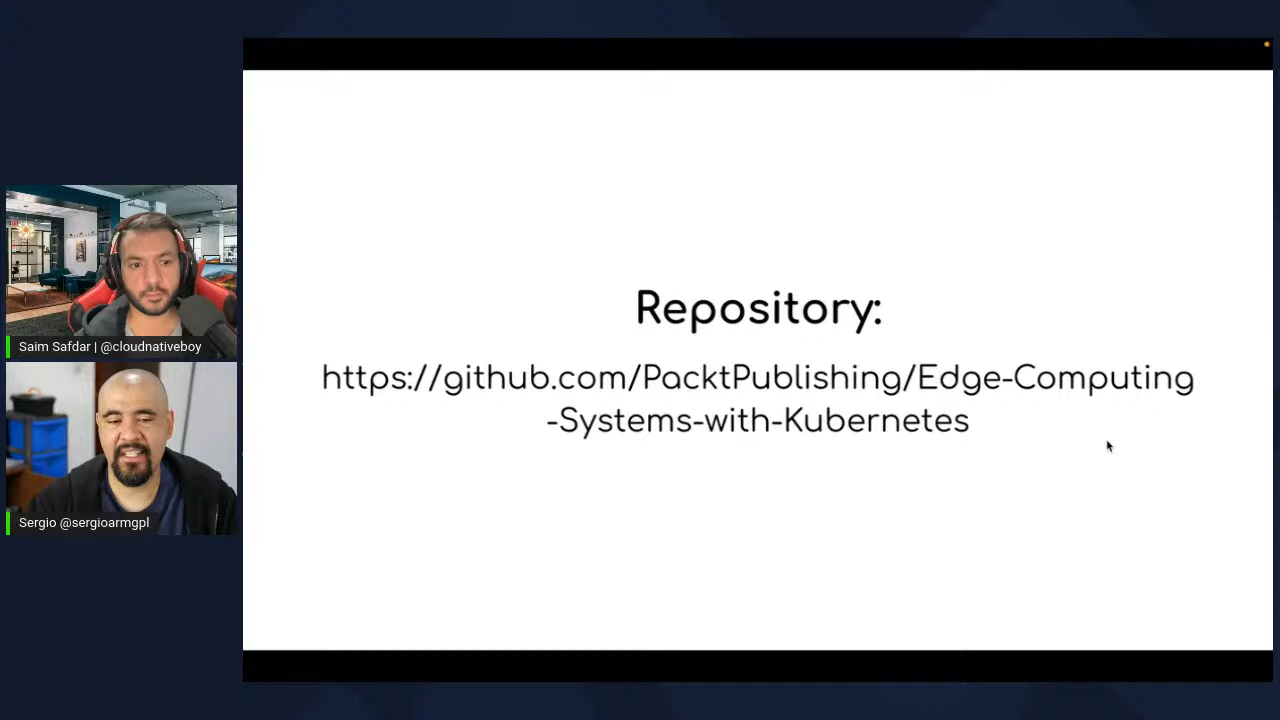 Repository:
https://github.com/PacktPublishing/Edge-Computing
-Systems-with-Kubernetes
Saim Safdar | @cloudnativeboy
Sergio @sergioarmgpl